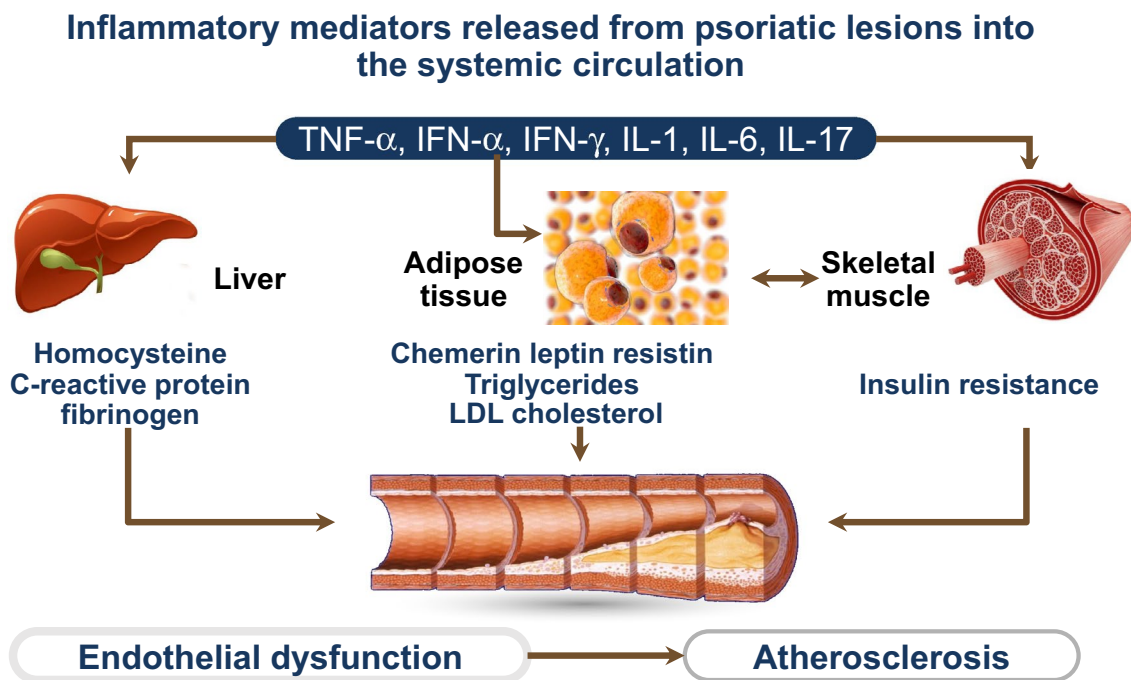 Inflammatory mediators released from psoriatic lesions into
the systemic circulation
TNF-α, IFN-α, IFN-γ, IL-1, IL-6, IL-17
Liver
Adipose
tissue
Skeletal
muscle
Homocysteine
C-reactive protein
fibrinogen
Chemerin leptin resistin
Triglycerides
LDL cholesterol
Insulin resistance
Endothelial dysfunction
Atherosclerosis